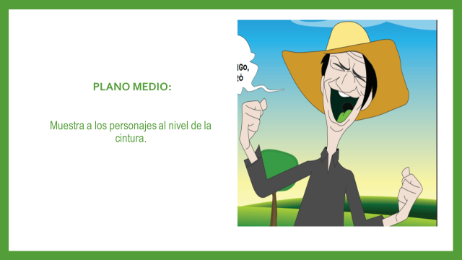 PLANO MEDIO:
Muestra a los personajes al nivel de la
cintura.